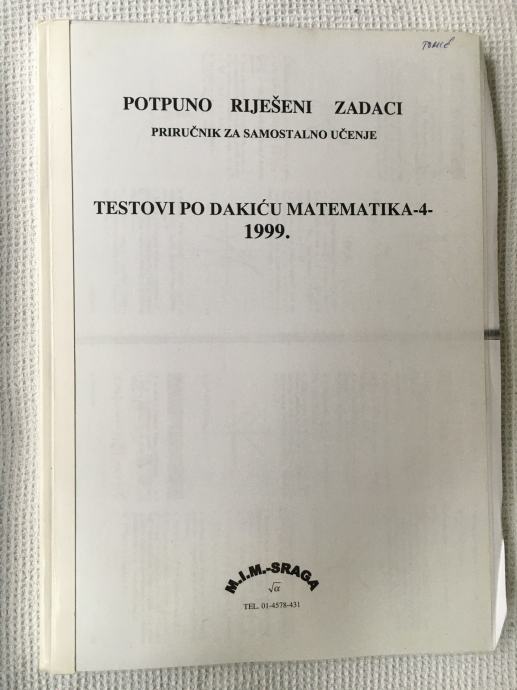 POTPUNO RIJEŠENI ZADACI
PRIRUČNIK ZA SAMOSTALNO UČENJE
TESTOVI PO DAKIĆU MATEMATIKA-4-
1999.
M.I.M.-SRAGA
√α
TEL. 01-4578-431